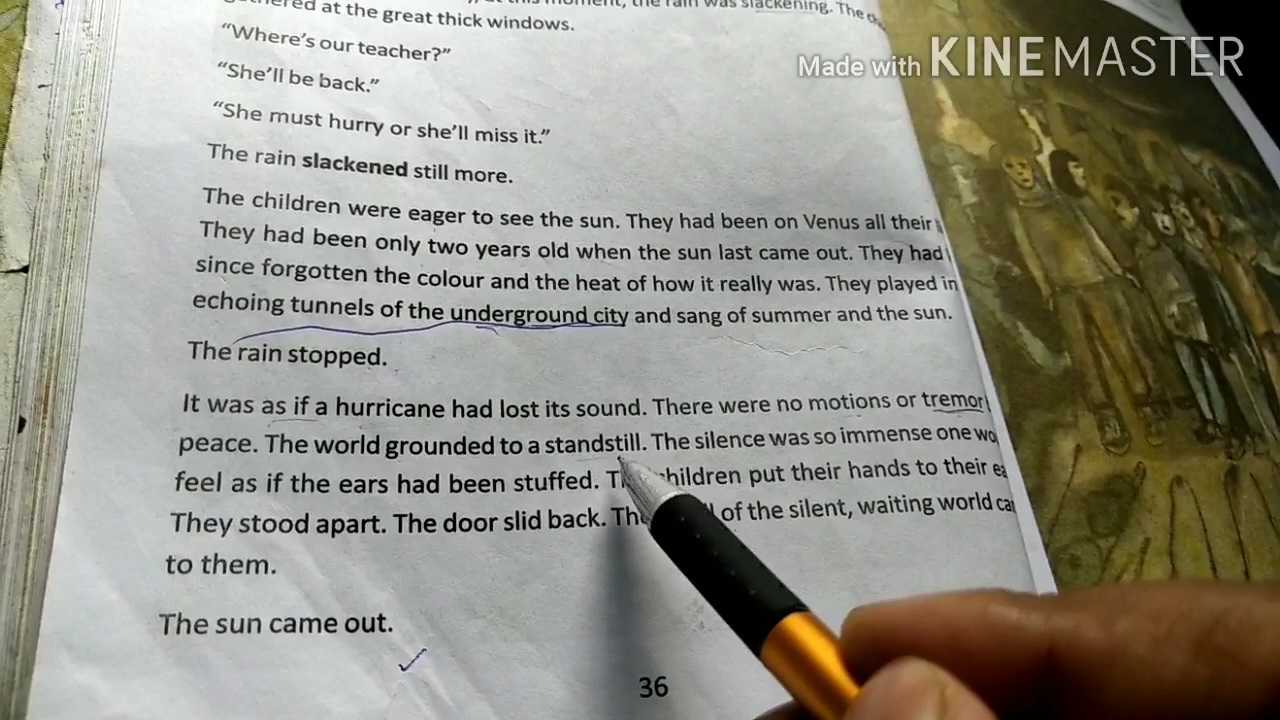 at this moment, the rain was slackening. The
gathered at the great thick windows.
Made with KINEMASTER
"Where's our teacher?"
"She'll be back."
"She must hurry or she'll miss it."
The rain slackened still more.
The children were eager to see the sun. They had been on Venus all their
They had been only two years old when the sun last came out. They had
since forgotten the colour and the heat of how it really was. They played in
echoing tunnels of the underground city and sang of summer and the sun.
The rain stopped.
It was as if a hurricane had lost its sound. There were no motions or tremor
peace. The world grounded to a standstill. The silence was so immense one
feel as if the ears had been stuffed. children put their hands to their
They stood apart. The door slid back. of the silent, waiting world
to them.
The sun came out.
36